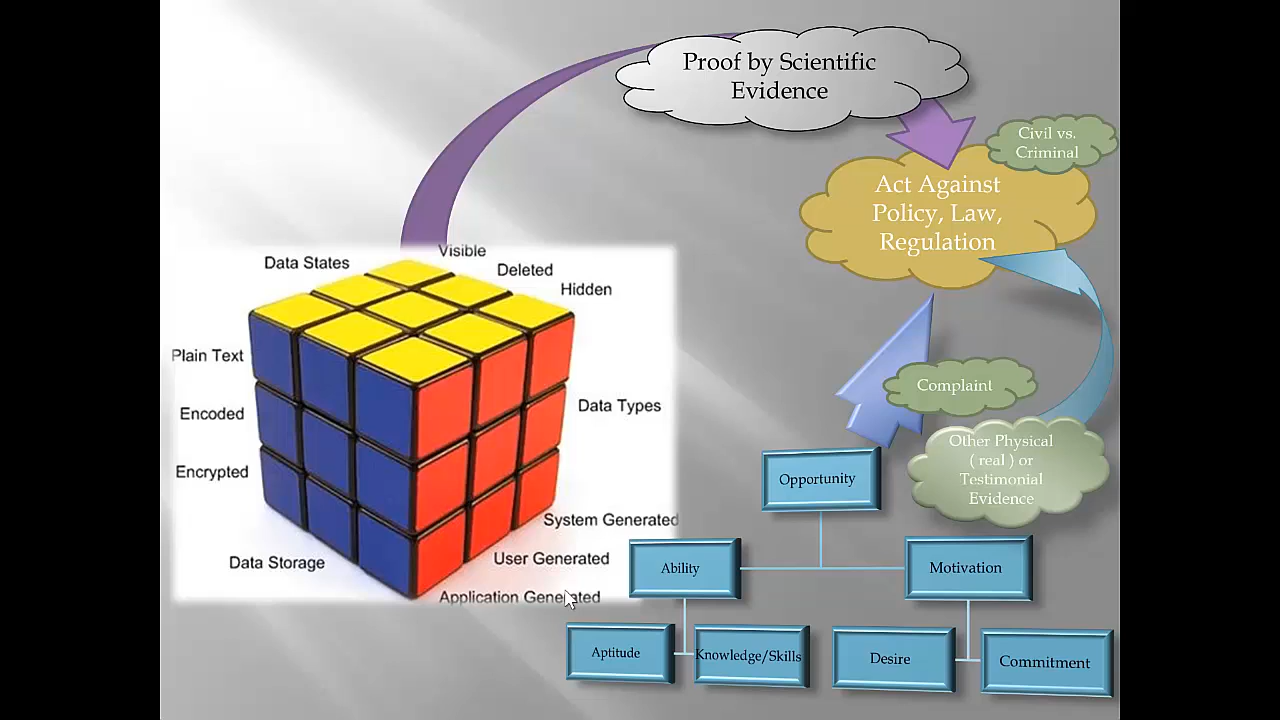 Proof by Scientific
Evidence
Civil vs.
Criminal
Act Against
Policy, Law,
Regulation
Visible
Data States
Deleted
Hidden
Plain Text
Encoded
Data Types
Encrypted
System Generated
User Generated
Data Storage
Application Generated
Complaint
Other Physical
( real ) or
Testimonial
Evidence
Opportunity
Ability
Motivation
Aptitude
Knowledge/Skills
Desire
Commitment